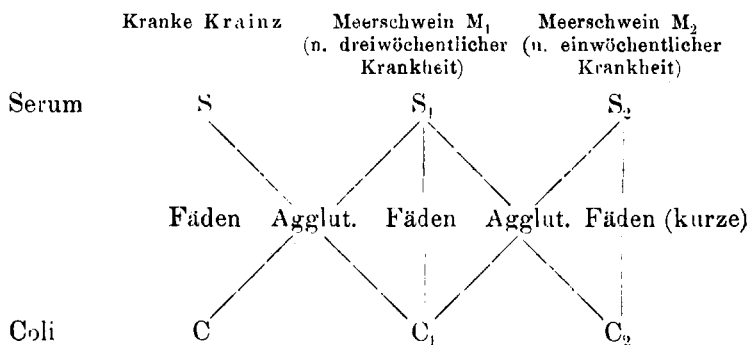 Kranke Krainz Meerschwein M₁ Meerschwein M₂
(n. dreiwöchentlicher (n. einwöchentlicher
Krankheit) Krankheit)
Serum S S₁ S₂
Fäden Agglut. Fäden Agglut. Fäden (kurze)
Coli C C₁ C₂